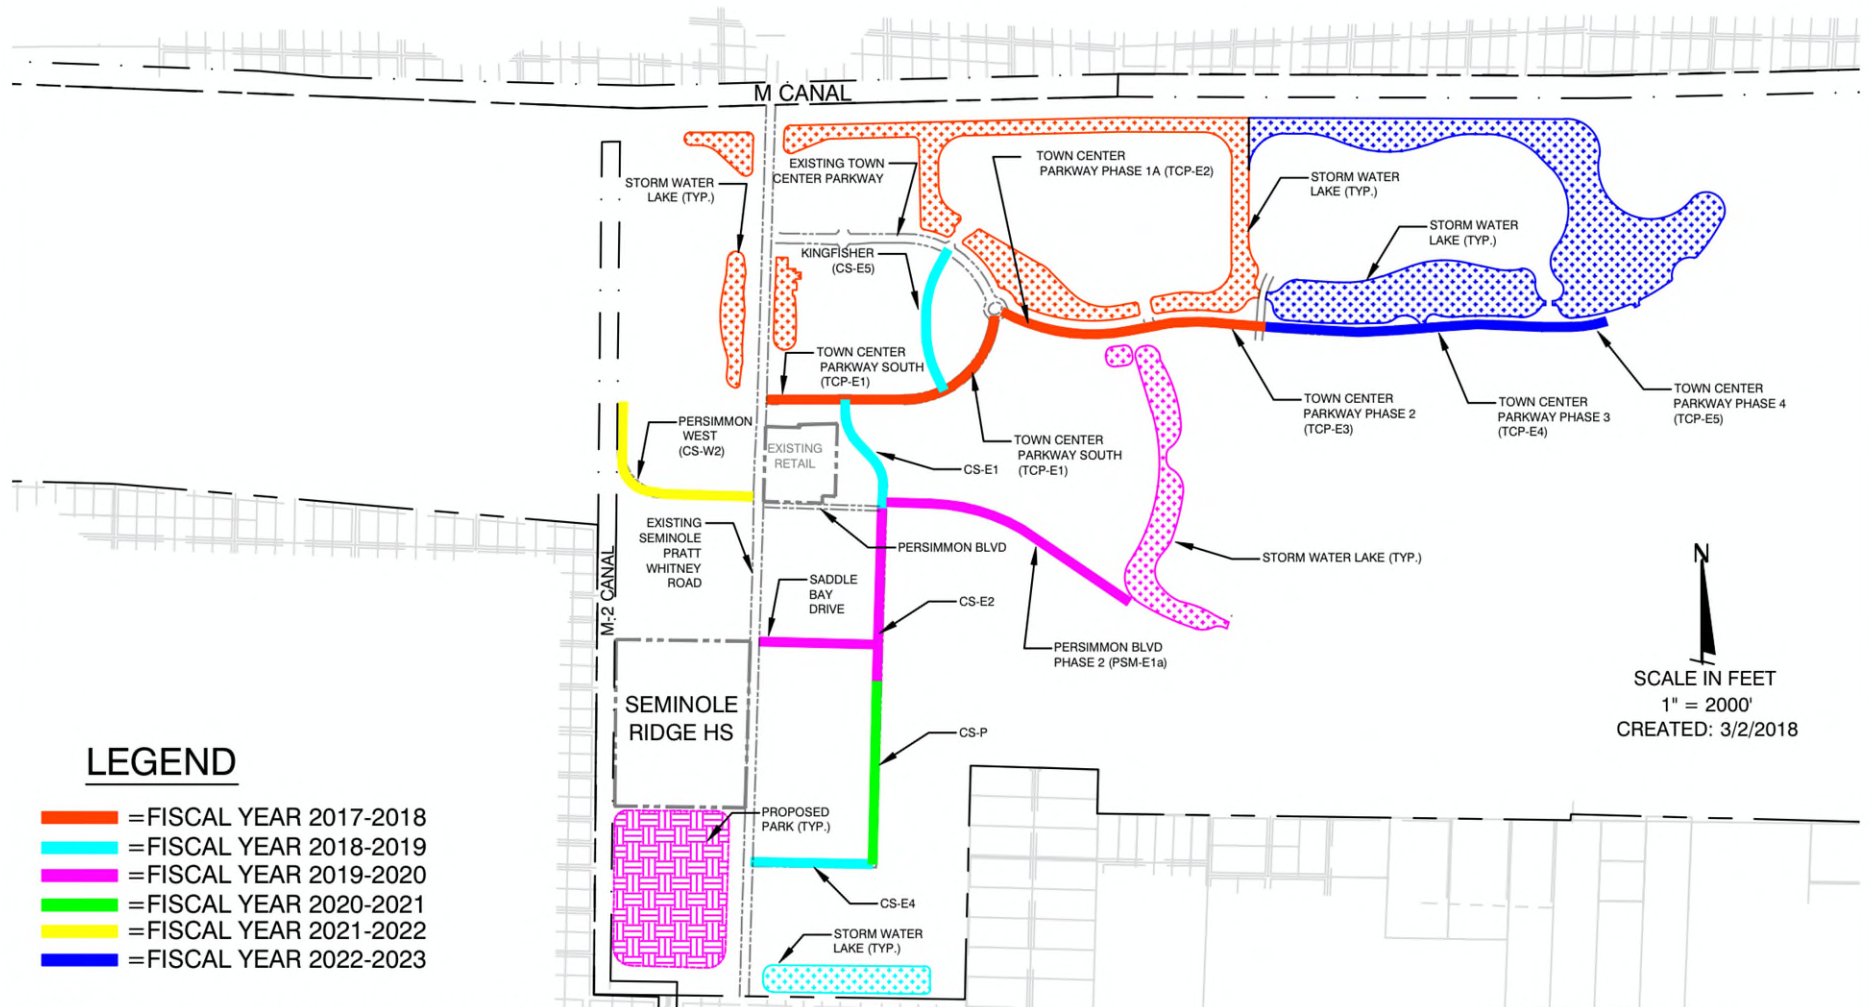 M CANAL
EXISTING TOWN
CENTER PARKWAY
TOWN CENTER
PARKWAY PHASE 1A (TCP-E2)
STORM WATER
LAKE (TYP.)
STORM WATER
LAKE (TYP.)
STORM WATER
LAKE (TYP.)
KINGFISHER
(CS-E5)
TOWN CENTER
PARKWAY SOUTH
(TCP-E1)
TOWN CENTER
PARKWAY PHASE 2
(TCP-E3)
TOWN CENTER
PARKWAY PHASE 3
(TCP-E4)
TOWN CENTER
PARKWAY PHASE 4
(TCP-E5)
PERSIMMON
WEST
(CS-W2)
EXISTING
RETAIL
TOWN CENTER
PARKWAY SOUTH
(TCP-E1)
CS-E1
EXISTING
SEMINOLE
PRATT
WHITNEY
ROAD
PERSIMMON BLVD
STORM WATER LAKE (TYP.)
M-2 CANAL
SADDLE
BAY
DRIVE
CS-E2
PERSIMMON BLVD
PHASE 2 (PSM-E1a)
N
SCALE IN FEET
1" = 2000'
CREATED: 3/2/2018
SEMINOLE
RIDGE HS
CS-P
PROPOSED
PARK (TYP.)
CS-E4
STORM WATER
LAKE (TYP.)
LEGEND
=FISCAL YEAR 2017-2018
=FISCAL YEAR 2018-2019
=FISCAL YEAR 2019-2020
=FISCAL YEAR 2020-2021
=FISCAL YEAR 2021-2022
=FISCAL YEAR 2022-2023